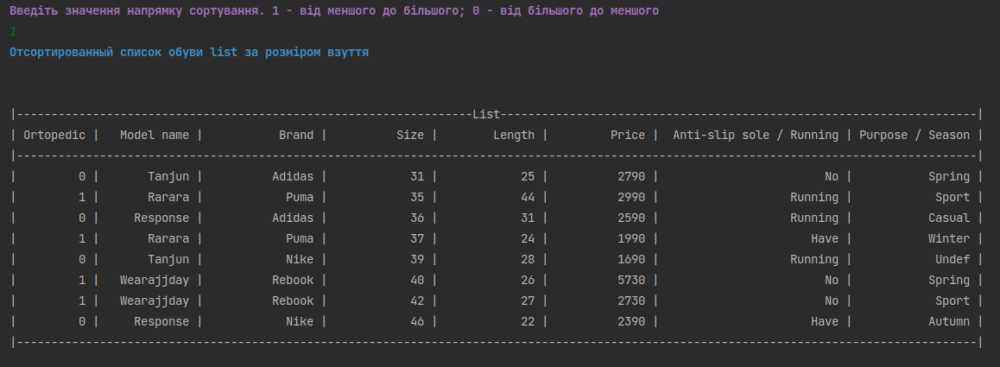 Введіть значення напрямку сортування. 1 - від меншого до більшого; 0 - від більшого до меншого
1
Отсортированный список обуви list за розміром взуття
|------------------------------------------------------------------List---------------------------------------------------------------------|
| Ortopedic |   Model name |           Brand |          Size |        Length |         Price |  Anti-slip sole / Running | Purpose / Season |
|-------------------------------------------------------------------------------------------------------------------------------------------|
|         0 |       Tanjun |          Adidas |            31 |            25 |          2790 |                        No |           Spring |
|         1 |       Rarara |            Puma |            35 |            44 |          2990 |                   Running |            Sport |
|         0 |     Response |          Adidas |            36 |            31 |          2590 |                   Running |           Casual |
|         1 |       Rarara |            Puma |            37 |            24 |          1990 |                      Have |           Winter |
|         0 |       Tanjun |            Nike |            39 |            28 |          1690 |                   Running |            Undef |
|         1 |   Wearajjday |          Rebook |            40 |            26 |          5730 |                        No |           Spring |
|         1 |   Wearajjday |          Rebook |            42 |            27 |          2730 |                        No |            Sport |
|         0 |     Response |            Nike |            46 |            22 |          2390 |                      Have |           Autumn |
|-------------------------------------------------------------------------------------------------------------------------------------------|